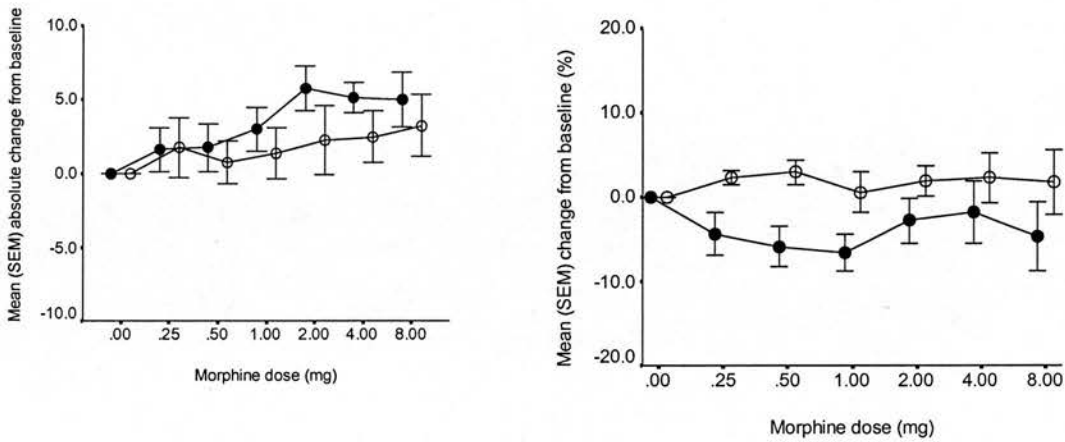 Mean (SEM) absolute change from baseline
10.0
5.0
0.0
-5.0
-10.0
.00 .25 .50 1.00 2.00 4.00 8.00
Morphine dose (mg)
Mean (SEM) change from baseline (%)
20.0
10.0
0.0
-10.0
-20.0
.00 .25 .50 1.00 2.00 4.00 8.00
Morphine dose (mg)